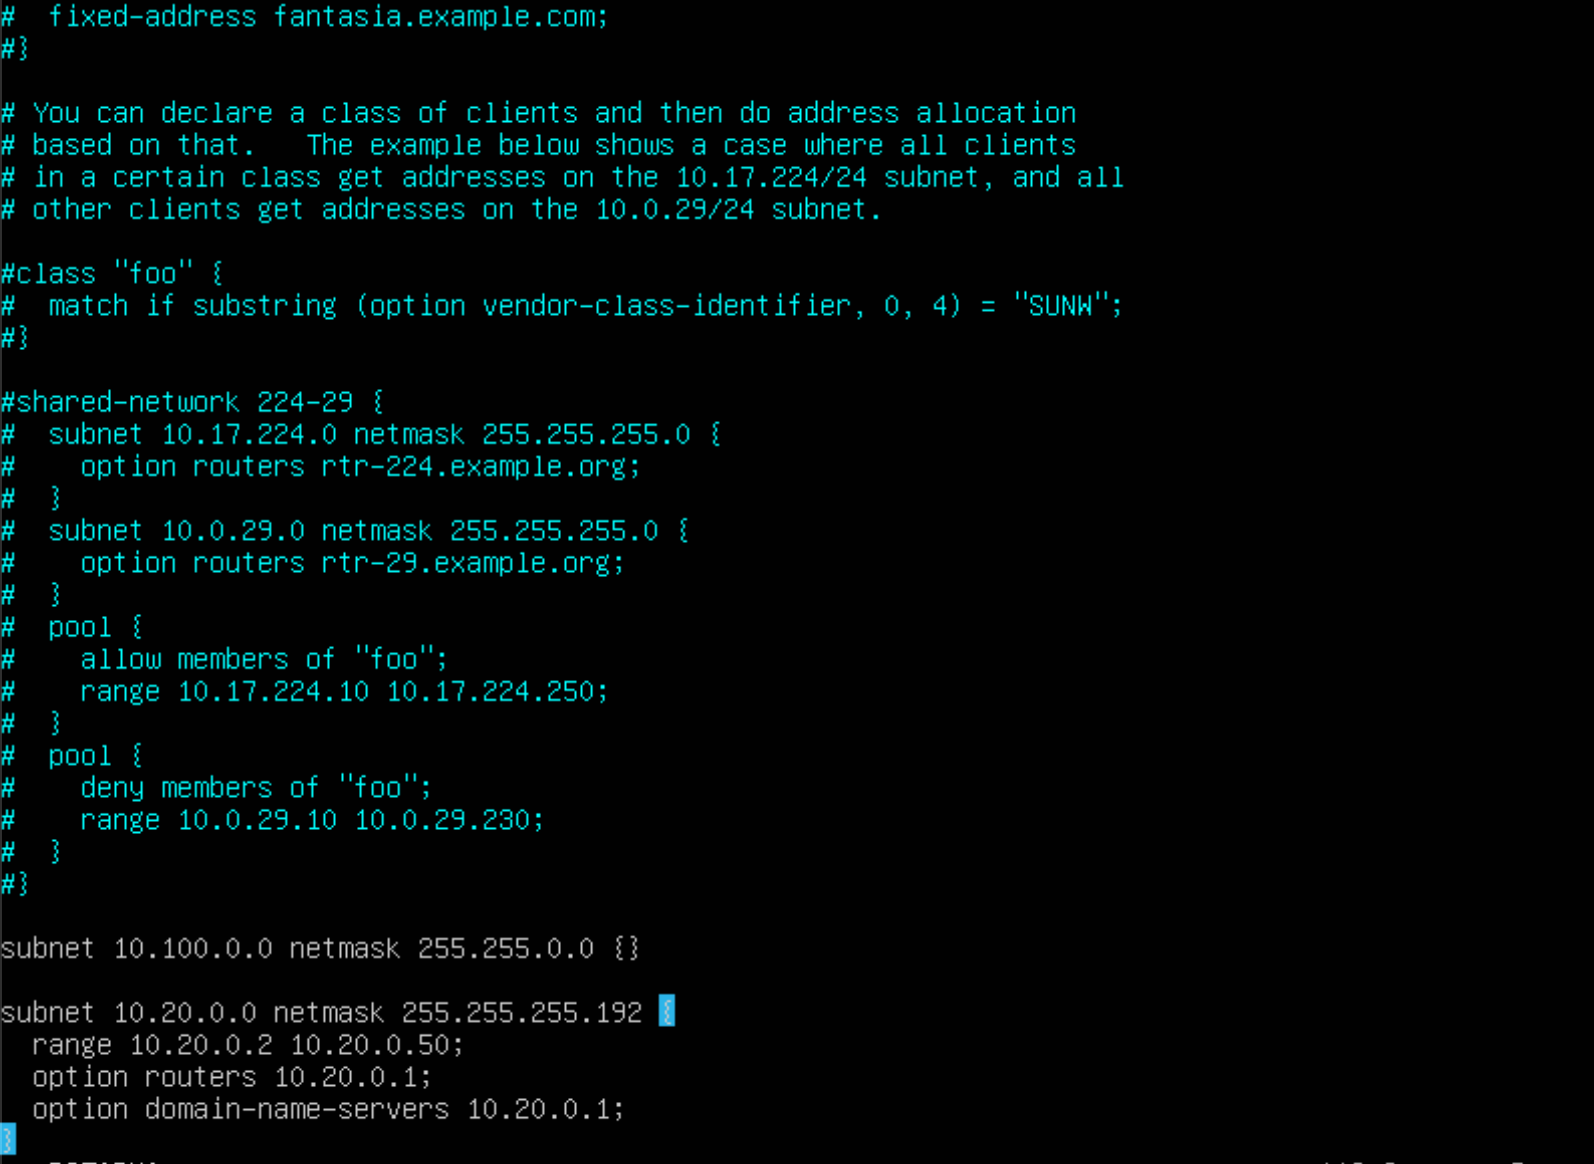 #  fixed-address fantasia.example.com;
#}
# You can declare a class of clients and then do address allocation
# based on that.   The example below shows a case where all clients
# in a certain class get addresses on the 10.17.224/24 subnet, and all
# other clients get addresses on the 10.0.29/24 subnet.
#class "foo" {
#  match if substring (option vendor-class-identifier, 0, 4) = "SUNW";
#}
#shared-network 224-29 {
#  subnet 10.17.224.0 netmask 255.255.255.0 {
#    option routers rtr-224.example.org;
#  }
#  subnet 10.0.29.0 netmask 255.255.255.0 {
#    option routers rtr-29.example.org;
#  }
#  pool {
#    allow members of "foo";
#    range 10.17.224.10 10.17.224.250;
#  }
#  pool {
#    deny members of "foo";
#    range 10.0.29.10 10.0.29.230;
#  }
#}
subnet 10.100.0.0 netmask 255.255.0.0 {}
subnet 10.20.0.0 netmask 255.255.255.192 {
  range 10.20.0.2 10.20.0.50;
  option routers 10.20.0.1;
  option domain-name-servers 10.20.0.1;
}